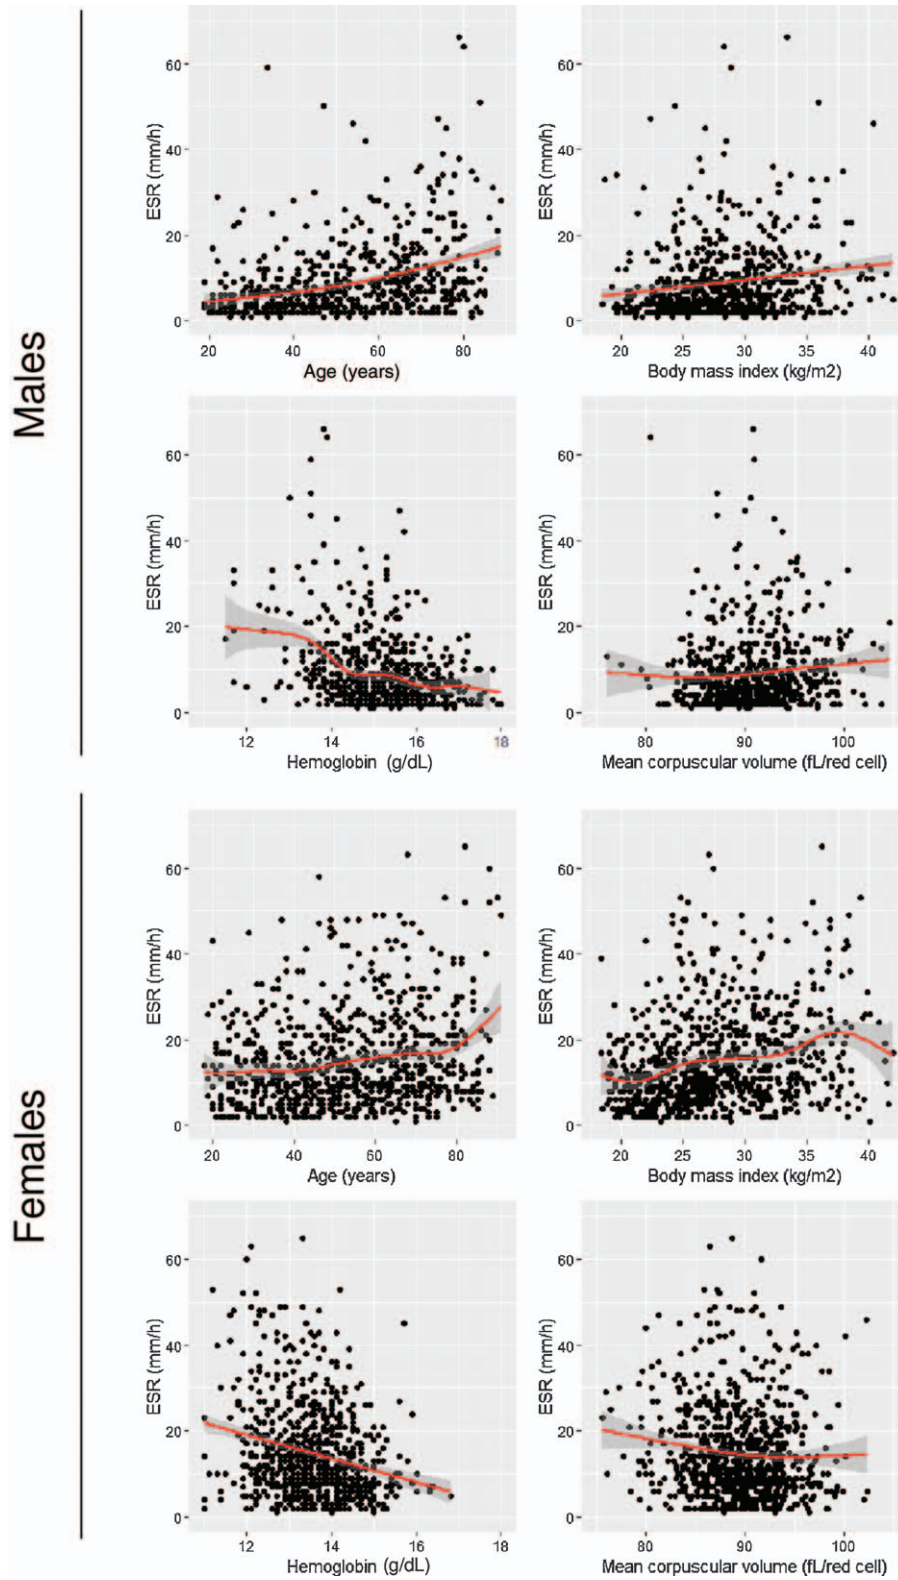 Males
ESR (mm/h)
60
40
20
0
20 40 60 80
Age (years)
ESR (mm/h)
60
40
20
0
20 25 30 35 40
Body mass index (kg/m2)
ESR (mm/h)
60
40
20
0
12 14 16 18
Hemoglobin (g/dL)
ESR (mm/h)
60
40
20
0
80 90 100
Mean corpuscular volume (fL/red cell)
Females
ESR (mm/h)
60
40
20
0
20 40 60 80
Age (years)
ESR (mm/h)
60
40
20
0
20 25 30 35 40
Body mass index (kg/m2)
ESR (mm/h)
60
40
20
0
12 14 16 18
Hemoglobin (g/dL)
ESR (mm/h)
60
40
20
0
80 90 100
Mean corpuscular volume (fL/red cell)